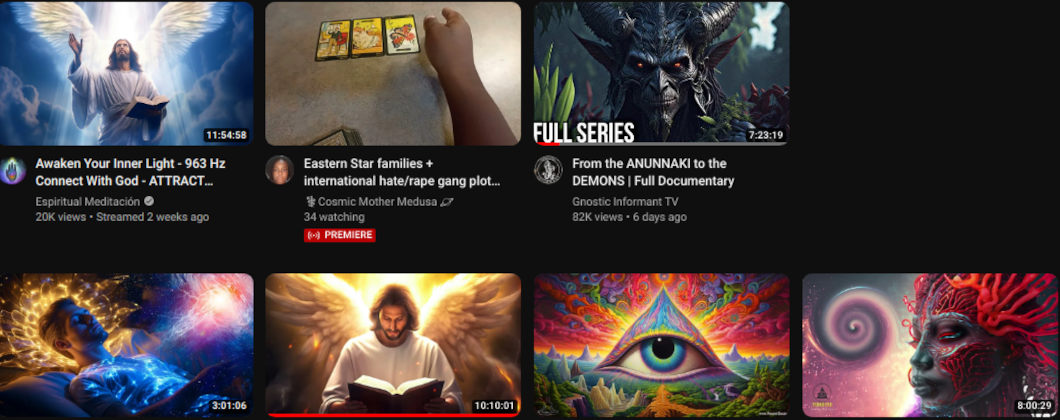 11:54:58
FULL SERIES
7:23:19
Awaken Your Inner Light - 963 Hz
Connect With God - ATTRACT...
Espiritual Meditación
20K views • Streamed 2 weeks ago
Eastern Star families +
international hate/rape gang plot...
Cosmic Mother Medusa
34 watching
PREMIERE
From the ANUNNAKI to the
DEMONS | Full Documentary
Gnostic Informant TV
82K views • 6 days ago
3:01:06
10:10:01
8:00:29